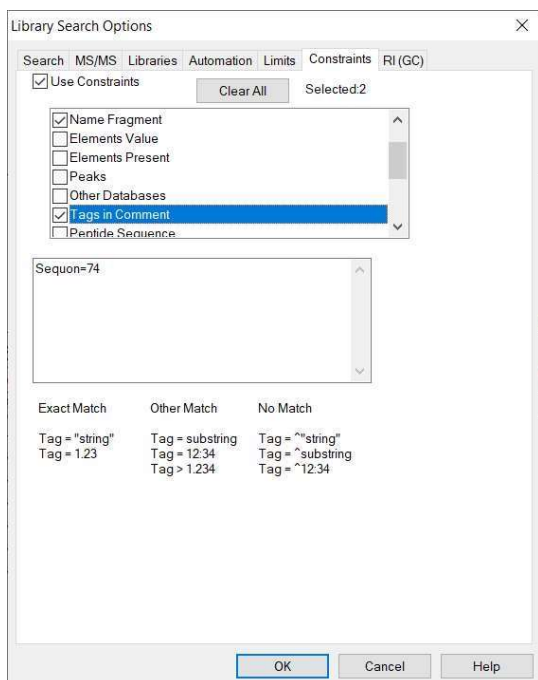 Library Search Options
Search MS/MS Libraries Automation Limits Constraints RI (GC)
Use Constraints
Clear All
Selected:2
Name Fragment
Elements Value
Elements Present
Peaks
Other Databases
Tags in Comment
Peptide Sequence
Sequon=74
Exact Match Other Match No Match
Tag = "string" Tag = substring Tag = ^"string"
Tag = 1.23 Tag = 12:34 Tag = ^substring
Tag > 1.234 Tag = ^12:34
OK Cancel Help